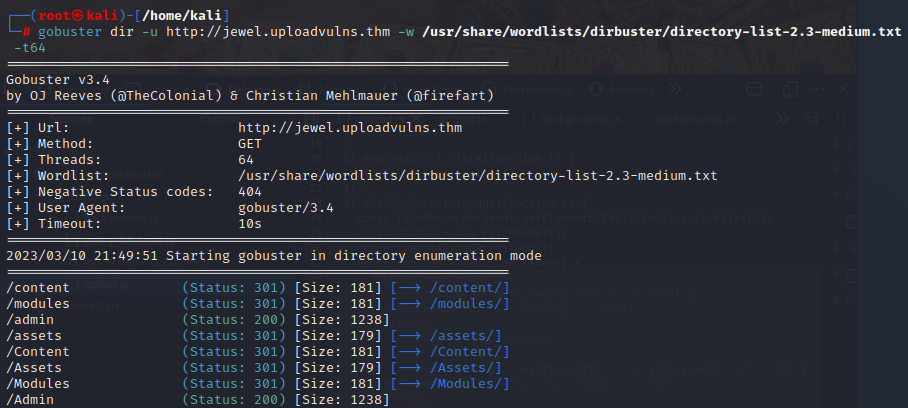 ┌──(root㉿kali)-[/home/kali]
└─# gobuster dir -u http://jewel.uploadvulns.thm -w /usr/share/wordlists/dirbuster/directory-list-2.3-medium.txt
-t64
===============================================================
Gobuster v3.4
by OJ Reeves (@TheColonial) & Christian Mehlmauer (@firefart)
===============================================================
[+] Url: http://jewel.uploadvulns.thm
[+] Method: GET
[+] Threads: 64
[+] Wordlist: /usr/share/wordlists/dirbuster/directory-list-2.3-medium.txt
[+] Negative Status codes: 404
[+] User Agent: gobuster/3.4
[+] Timeout: 10s
===============================================================
2023/03/10 21:49:51 Starting gobuster in directory enumeration mode
===============================================================
/content (Status: 301) [Size: 181] [--> /content/]
/modules (Status: 301) [Size: 181] [--> /modules/]
/admin (Status: 200) [Size: 1238]
/assets (Status: 301) [Size: 179] [--> /assets/]
/Content (Status: 301) [Size: 181] [--> /Content/]
/Assets (Status: 301) [Size: 179] [--> /Assets/]
/Modules (Status: 301) [Size: 181] [--> /Modules/]
/Admin (Status: 200) [Size: 1238]